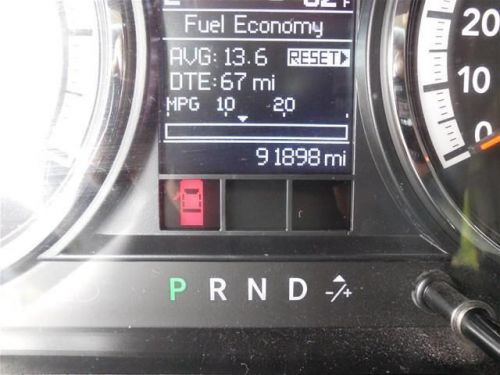 Fuel Economy
AVG: 13.6 RESET
DTE: 67 mi
MPG 10 20
91898 mi
P R N D -/+
20
10
0